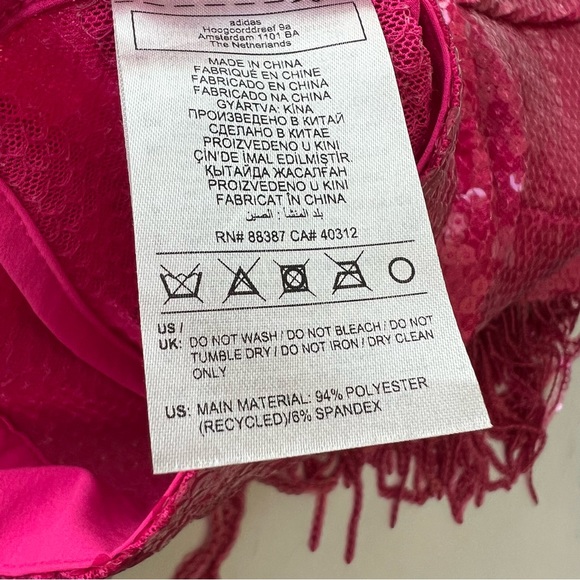 adidas
Hoogoorddreef 9a
Amsterdam 1101 BA
The Netherlands
MADE IN CHINA
FABRIQUÉ EN CHINE
FABRICADO EN CHINA
FABRICADO NA CHINA
GYÁRTVA: KÍNA
ПРОИЗВЕДЕНО В КИТАЙ
СДЕЛАНО В КИТАЕ
PROIZVEDENO U KINI
ÇİN'DE İMAL EDİLMİŞTİR.
ҚЫТАЙДА ЖАСАЛҒАН
PROIZVEDENO U KINI
FABRICAT ÎN CHINA
بلد المنشأ: الصين
RN# 88387 CA# 40312
US /
UK: DO NOT WASH / DO NOT BLEACH / DO NOT
TUMBLE DRY / DO NOT IRON / DRY CLEAN
ONLY
US: MAIN MATERIAL: 94% POLYESTER
(RECYCLED)/6% SPANDEX